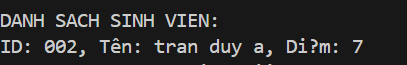 DANH SACH SINH VIEN:
ID: 002, Tên: tran duy a, Di?m: 7